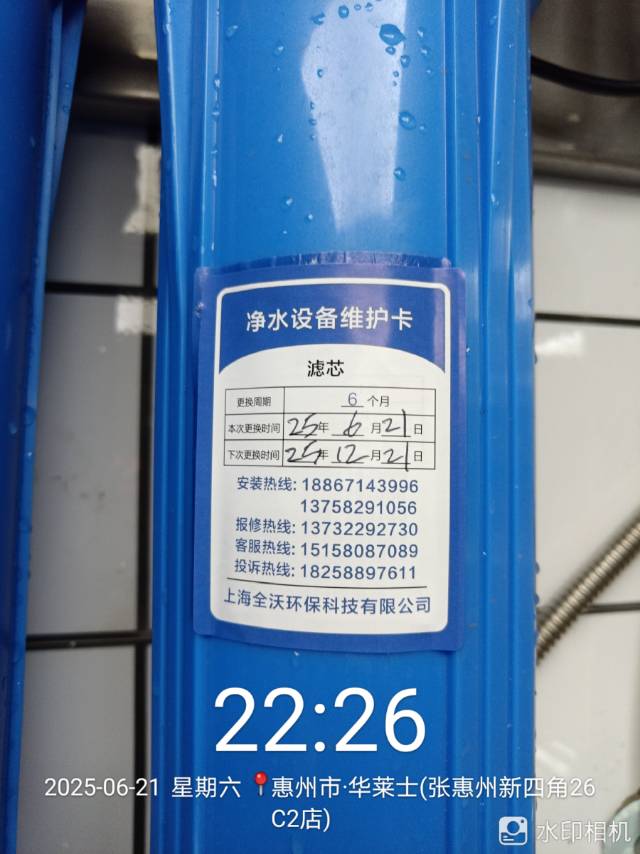 净水设备维护卡
滤芯
更换周期 6 个月
本次更换时间 25年 6 月 21 日
下次更换时间 25年 12 月 21 日
安装热线: 18867143996
13758291056
报修热线: 13732292730
客服热线: 15158087089
投诉热线: 18258897611
上海全沃环保科技有限公司
22:26
2025-06-21 星期六 📍惠州市·华莱士(张惠州新四角26
C2店)
水印相机